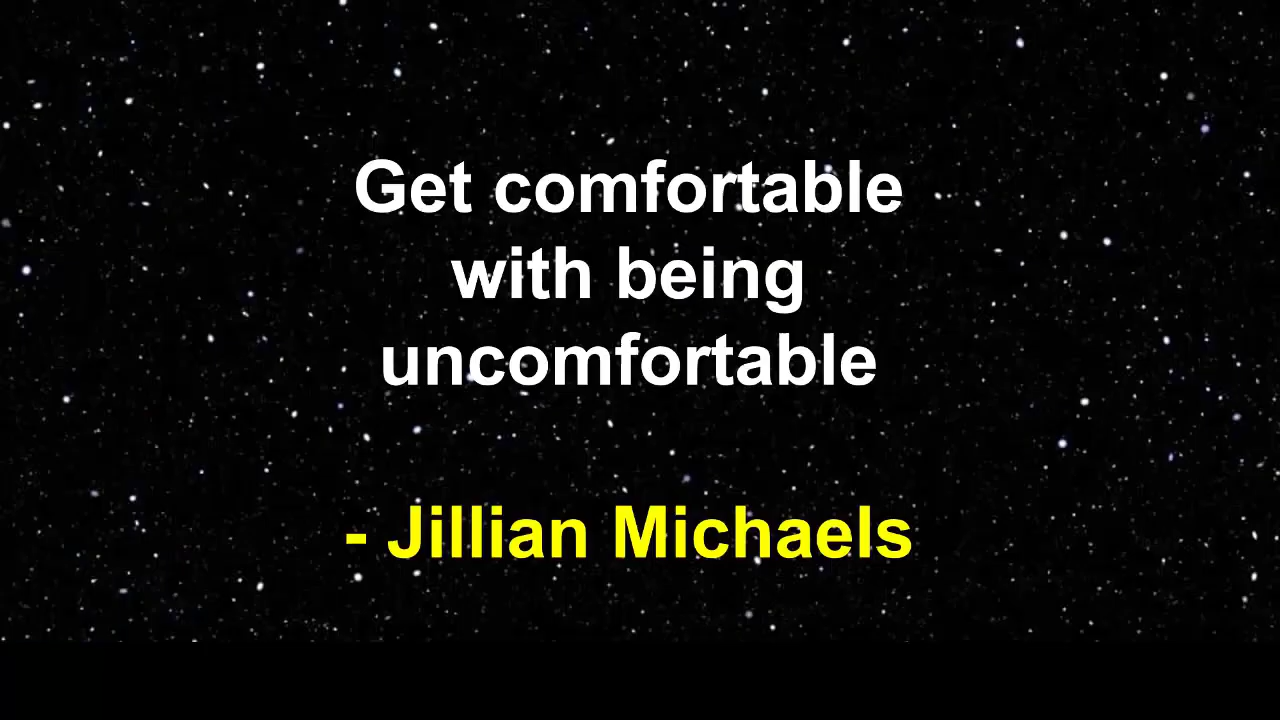 Get comfortable
with being
uncomfortable
- Jillian Michaels